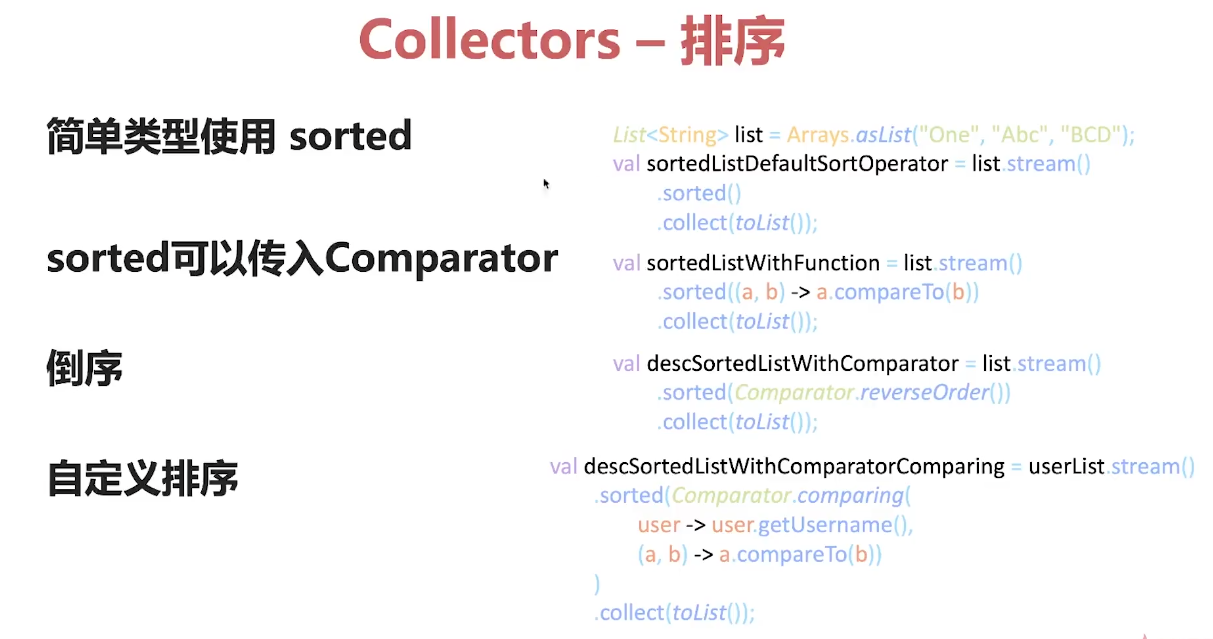 Collectors – 排序
简单类型使用 sorted
List<String> list = Arrays.asList("One", "Abc", "BCD");
val sortedListDefaultSortOperator = list.stream()
.sorted()
.collect(toList());
sorted可以传入Comparator
val sortedListWithFunction = list.stream()
.sorted((a, b) -> a.compareTo(b))
.collect(toList());
倒序
val descSortedListWithComparator = list.stream()
.sorted(Comparator.reverseOrder())
.collect(toList());
自定义排序
val descSortedListWithComparatorComparing = userList.stream()
.sorted(Comparator.comparing(
user -> user.getUsername(),
(a, b) -> a.compareTo(b))
)
.collect(toList());